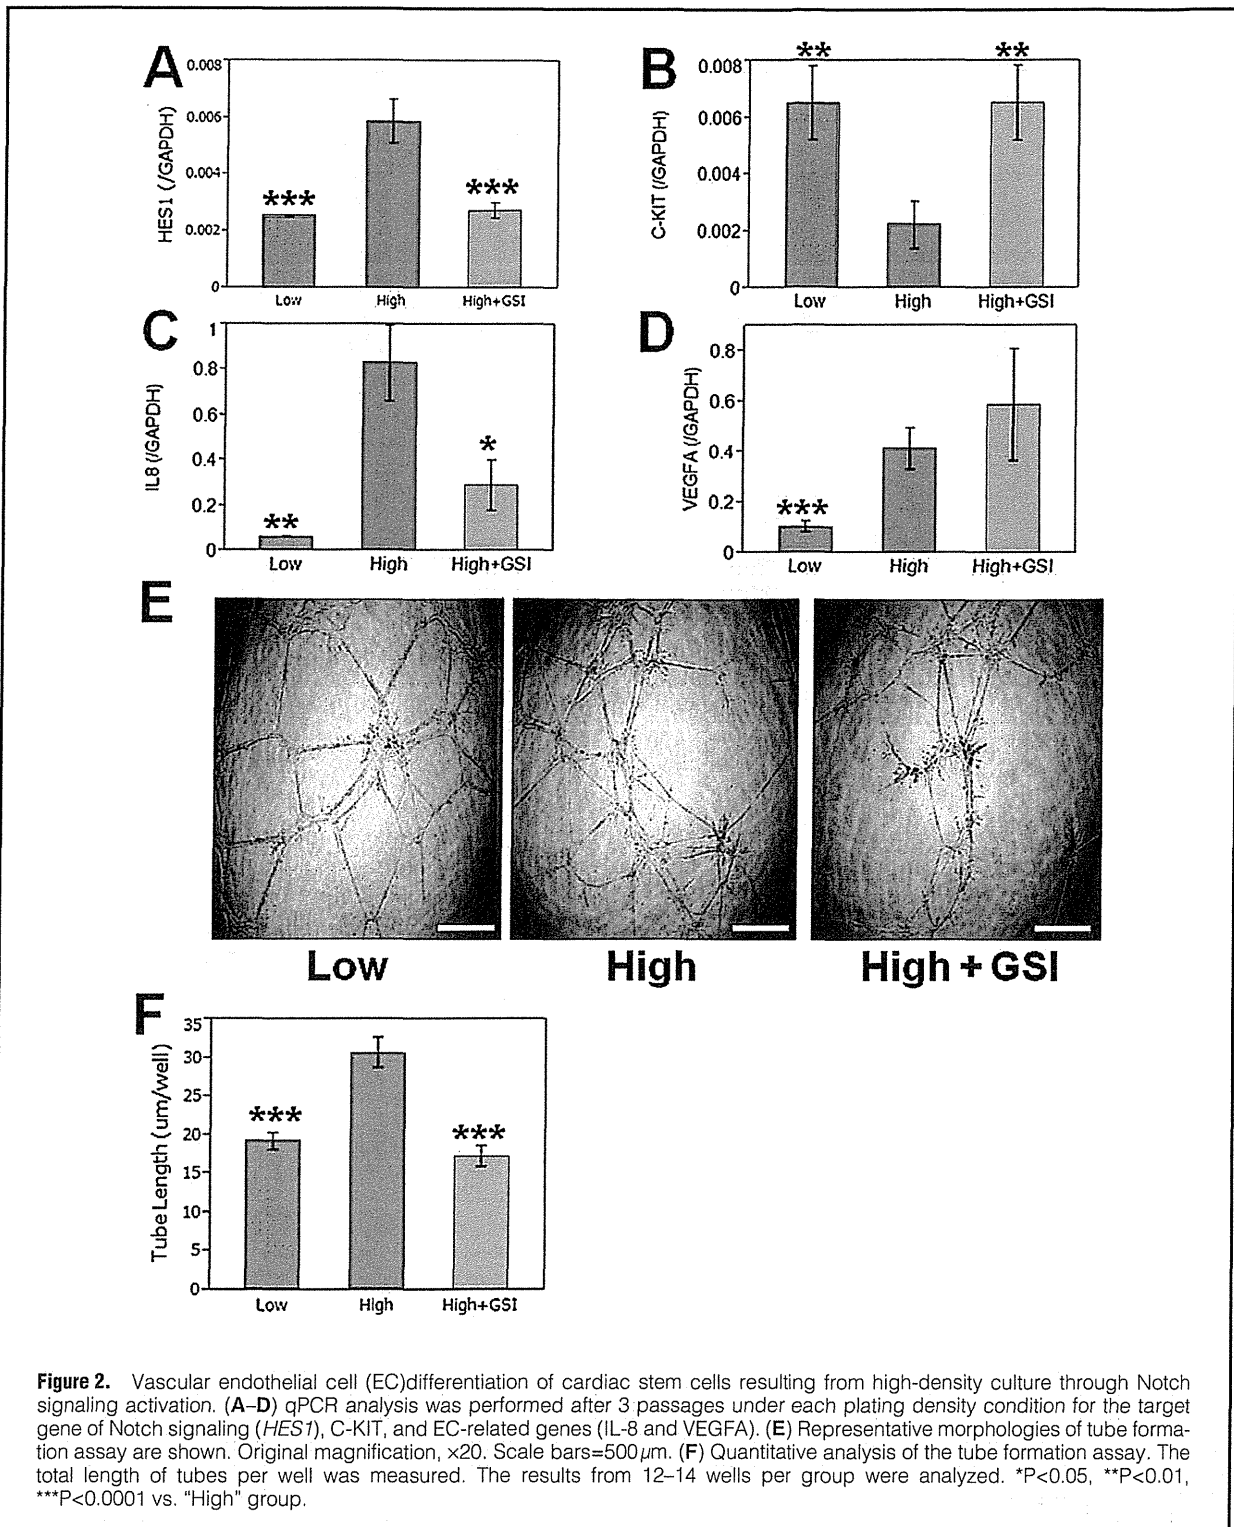 A
HES1 (/GAPDH)
0.008
0.006
0.004
0.002
0
***
***
Low
High
High+GSI
B
C-KIT (/GAPDH)
0.008
0.006
0.004
0.002
0
**
**
Low
High
High+GSI
C
IL8 (/GAPDH)
1
0.8
0.6
0.4
0.2
0
**
*
Low
High
High+GSI
D
VEGFA (/GAPDH)
0.8
0.6
0.4
0.2
0
***
Low
High
High+GSI
E
Low
High
High + GSI
F
Tube Length (um/well)
35
30
25
20
15
10
5
0
***
***
Low
High
High+GSI
Figure 2. Vascular endothelial cell (EC)differentiation of cardiac stem cells resulting from high-density culture through Notch
signaling activation. (A–D) qPCR analysis was performed after 3 passages under each plating density condition for the target
gene of Notch signaling (HES1), C-KIT, and EC-related genes (IL-8 and VEGFA). (E) Representative morphologies of tube forma-
tion assay are shown. Original magnification, ×20. Scale bars=500μm. (F) Quantitative analysis of the tube formation assay. The
total length of tubes per well was measured. The results from 12–14 wells per group were analyzed. *P<0.05, **P<0.01,
***P<0.0001 vs. "High" group.